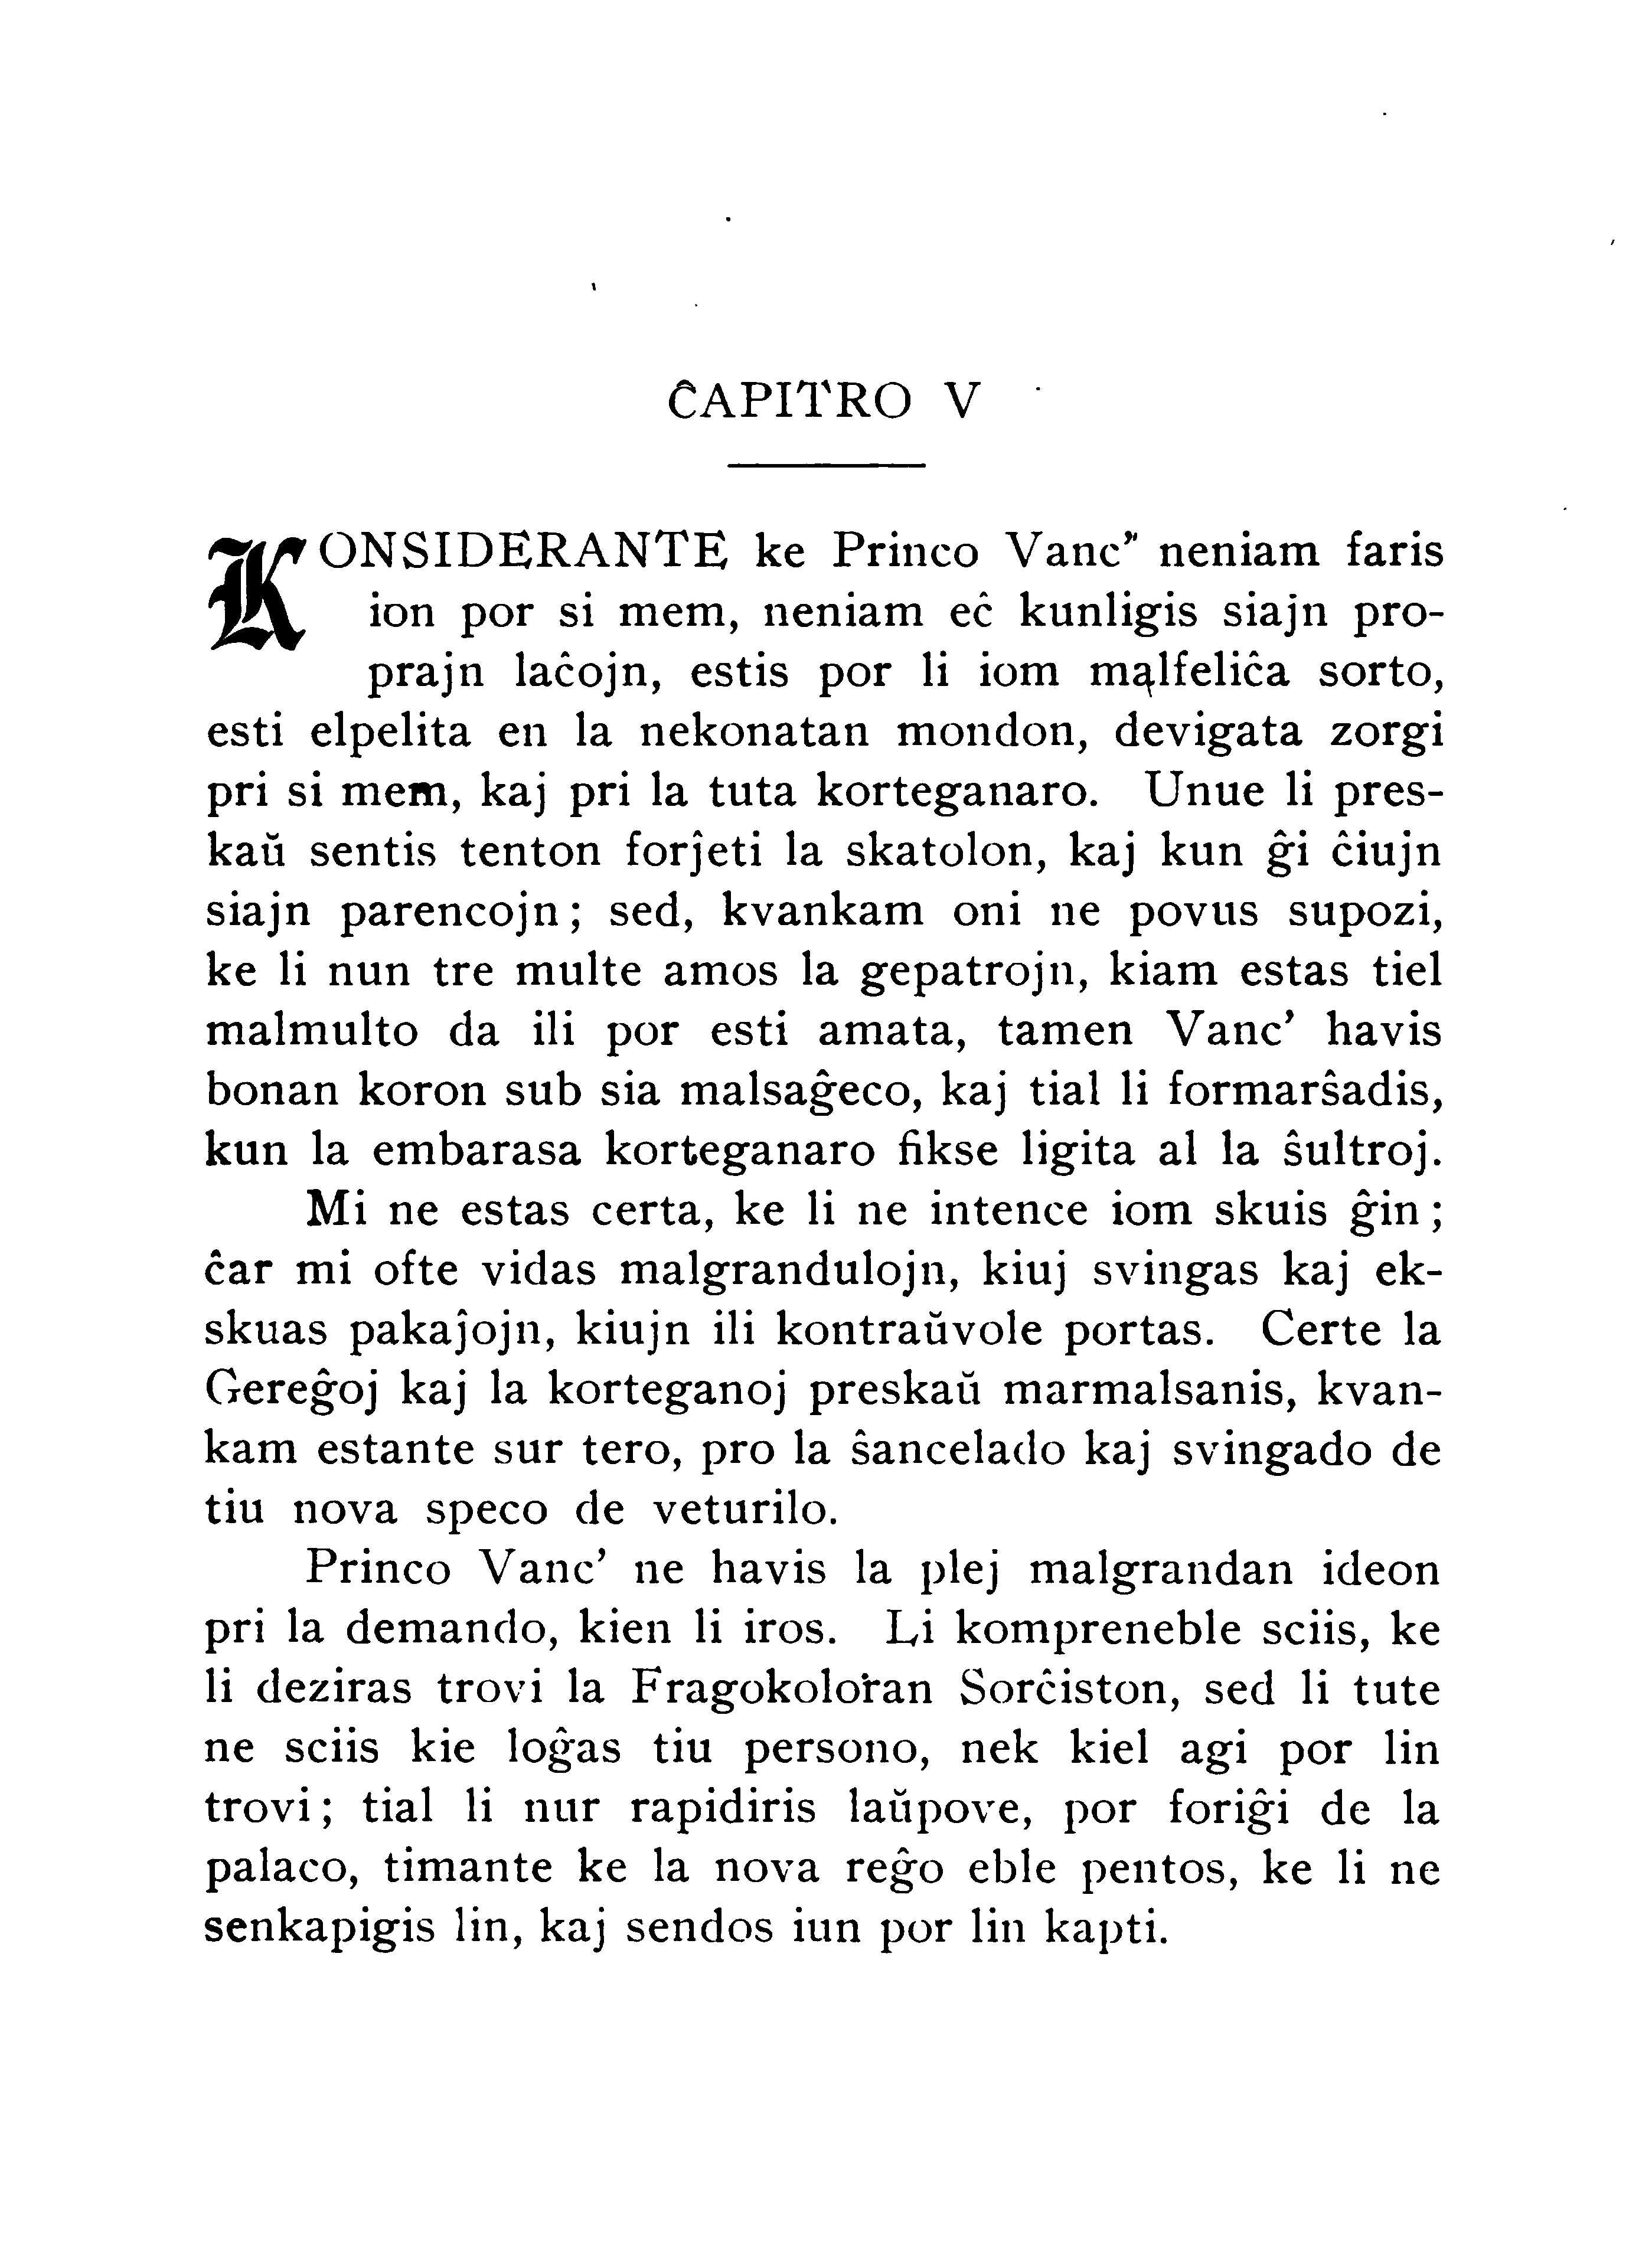 ĈAPITRO V
KONSIDERANTE ke Princo Vanc’' neniam faris
ion por si mem, neniam eĉ kunligis siajn pro-
prajn laĉojn, estis por li iom malfeliĉa sorto,
esti elpelita en la nekonatan mondon, devigata zorgi
pri si mem, kaj pri la tuta korteganaro. Unue li pres-
kaŭ sentis tenton forĵeti la skatolon, kaj kun ĝi ĉiujn
siajn parencojn; sed, kvankam oni ne povus supozi,
ke li nun tre multe amos la gepatrojn, kiam estas tiel
malmulto da ili por esti amata, tamen Vanc’ havis
bonan koron sub sia malsaĝeco, kaj tial li formarŝadis,
kun la embarasa korteganaro fikse ligita al la ŝultroj.
Mi ne estas certa, ke li ne intence iom skuis ĝin;
ĉar mi ofte vidas malgrandulojn, kiuj svingas kaj ek-
skuas pakaĵojn, kiujn ili kontraŭvole portas. Certe la
Gereĝoj kaj la korteganoj preskaŭ marmalsanis, kvan-
kam estante sur tero, pro la ŝancelado kaj svingado de
tiu nova speco de veturilo.
Princo Vanc’ ne havis la plej malgrandan ideon
pri la demando, kien li iros. Li kompreneble sciis, ke
li deziras trovi la Fragokoloran Sorĉiston, sed li tute
ne sciis kie loĝas tiu persono, nek kiel agi por lin
trovi; tial li nur rapidiris laŭpove, por foriĝi de la
palaco, timante ke la nova reĝo eble pentos, ke li ne
senkapigis lin, kaj sendos iun por lin kapti.